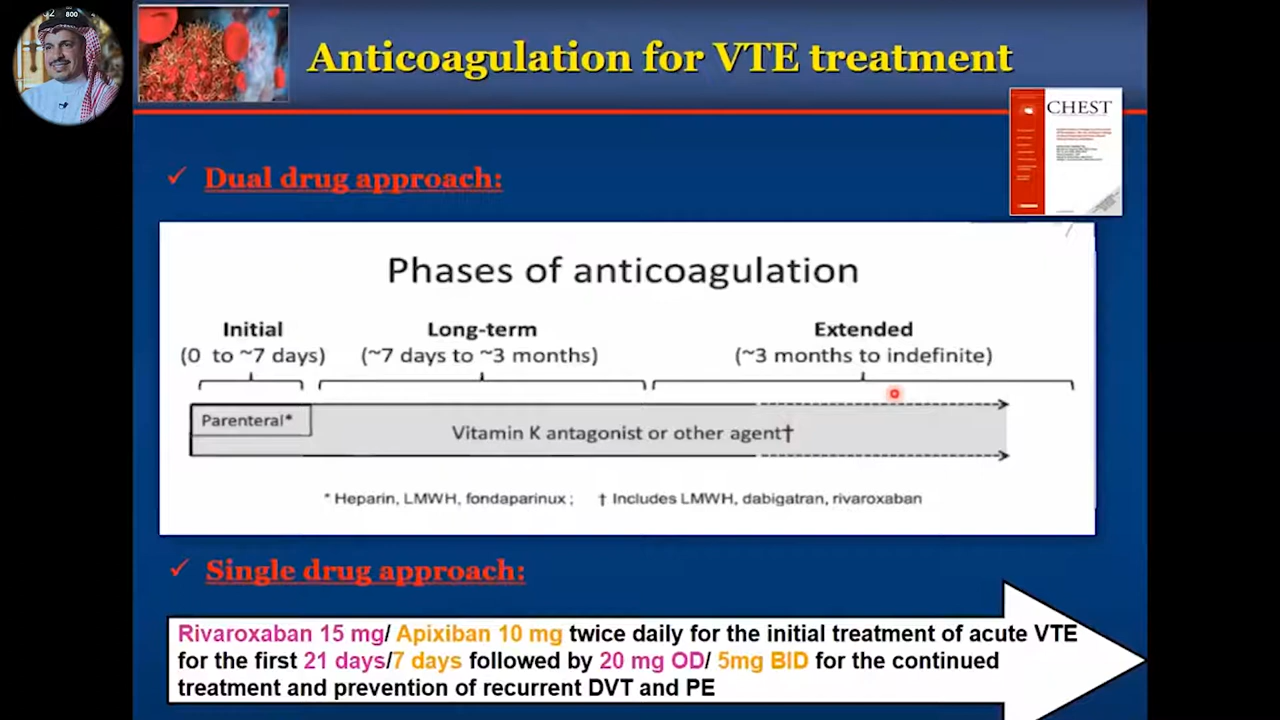 800
Anticoagulation for VTE treatment
CHEST
✓ Dual drug approach:
Phases of anticoagulation
Initial Long-term Extended
(0 to ~7 days) (~7 days to ~3 months) (~3 months to indefinite)
Parenteral*
Vitamin K antagonist or other agent†
* Heparin, LMWH, fondaparinux ; † Includes LMWH, dabigatran, rivaroxaban
✓ Single drug approach:
Rivaroxaban 15 mg/ Apixiban 10 mg twice daily for the initial treatment of acute VTE
for the first 21 days/7 days followed by 20 mg OD/ 5mg BID for the continued
treatment and prevention of recurrent DVT and PE